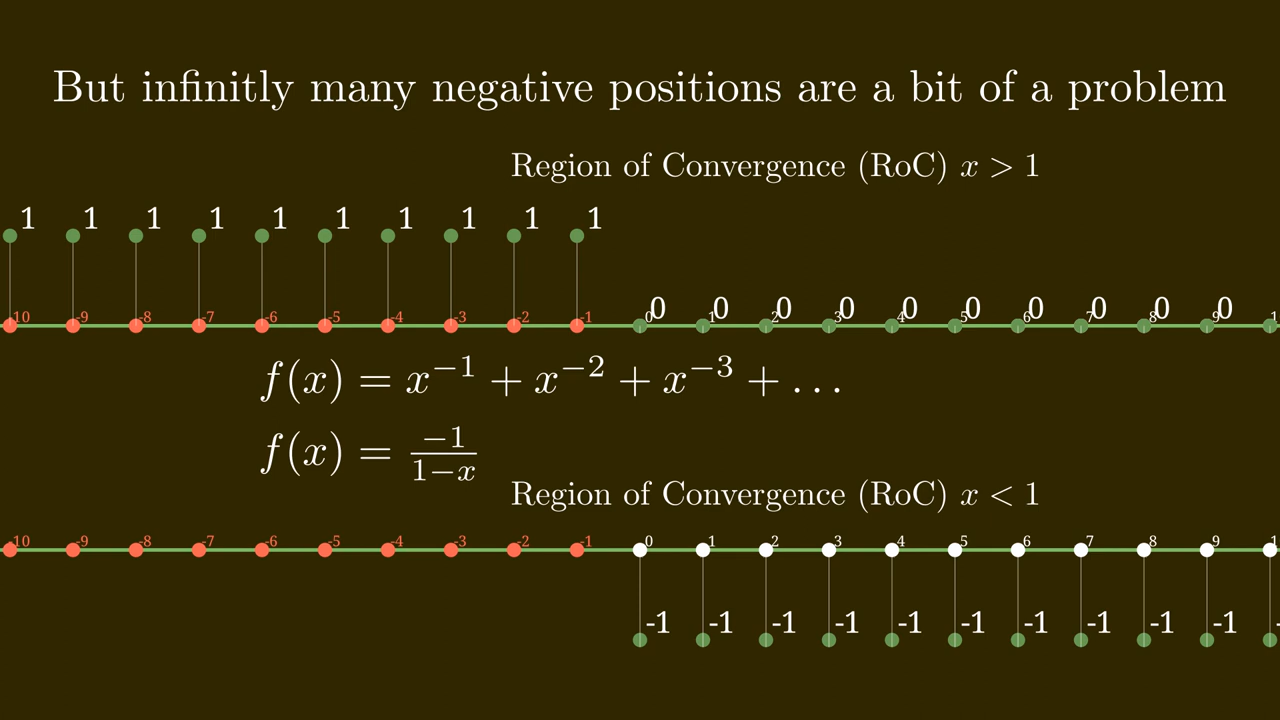 But infinitly many negative positions are a bit of a problem
Region of Convergence (RoC) x > 1
1 1 1 1 1 1 1 1 1 1
0 0 0 0 0 0 0 0 0 0
-10 -9 -8 -7 -6 -5 -4 -3 -2 -1 0 1 2 3 4 5 6 7 8 9 1
f(x) = x⁻¹ + x⁻² + x⁻³ + …
f(x) = −1/(1−x)
Region of Convergence (RoC) x < 1
-10 -9 -8 -7 -6 -5 -4 -3 -2 -1 0 1 2 3 4 5 6 7 8 9 1
-1 -1 -1 -1 -1 -1 -1 -1 -1 -1 -